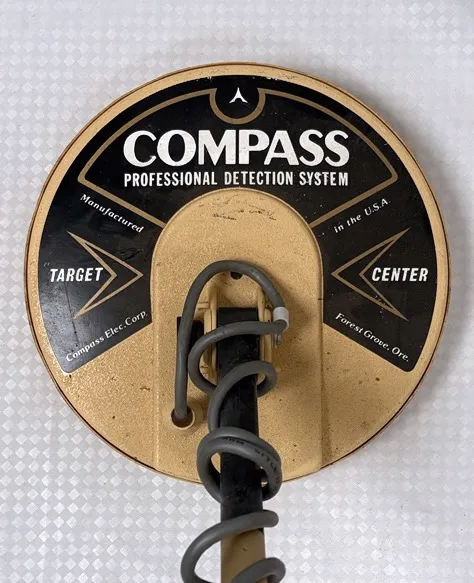 COMPASS
PROFESSIONAL DETECTION SYSTEM
Manufactured in the U.S.A.
TARGET CENTER
Compass Elec. Corp. Forest Grove, Ore.